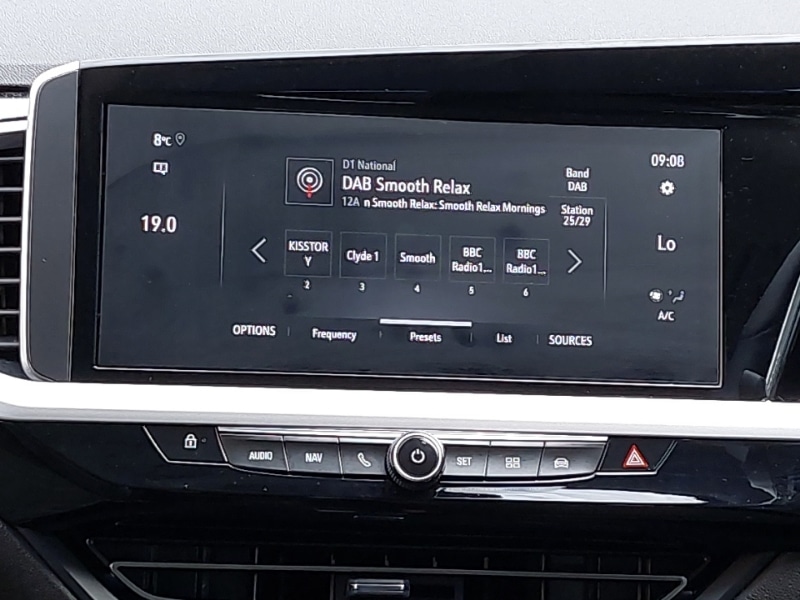 8°C
19.0
D1 National
DAB Smooth Relax
12A n Smooth Relax: Smooth Relax Mornings
Band
DAB
Station
25/29
09:08
Lo
A/C
KISSTOR
Y
2
Clyde 1
3
Smooth
4
BBC
Radio1...
5
BBC
Radio1...
6
OPTIONS
Frequency
Presets
List
SOURCES
AUDIO
NAV
SET